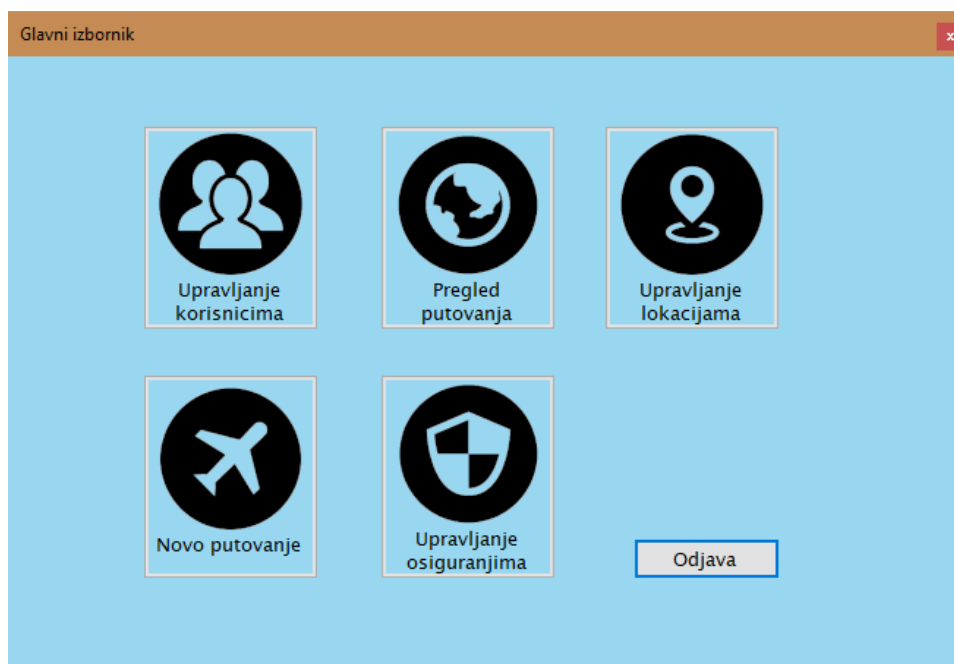 Glavni izbornik
x
Upravljanje
korisnicima
Pregled
putovanja
Upravljanje
lokacijama
Novo putovanje
Upravljanje
osiguranjima
Odjava